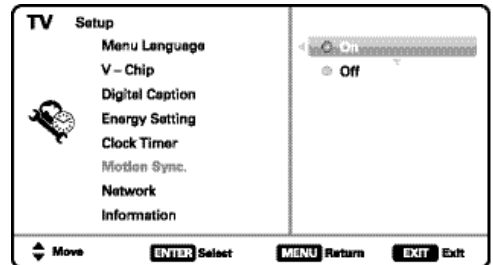 TV Setup
Menu Language
On
V - Chip
Off
Digital Caption
Energy Setting
Clock Timer
Motion Sync.
Network
Information
Move ENTER Select MENU Return EXIT Exit